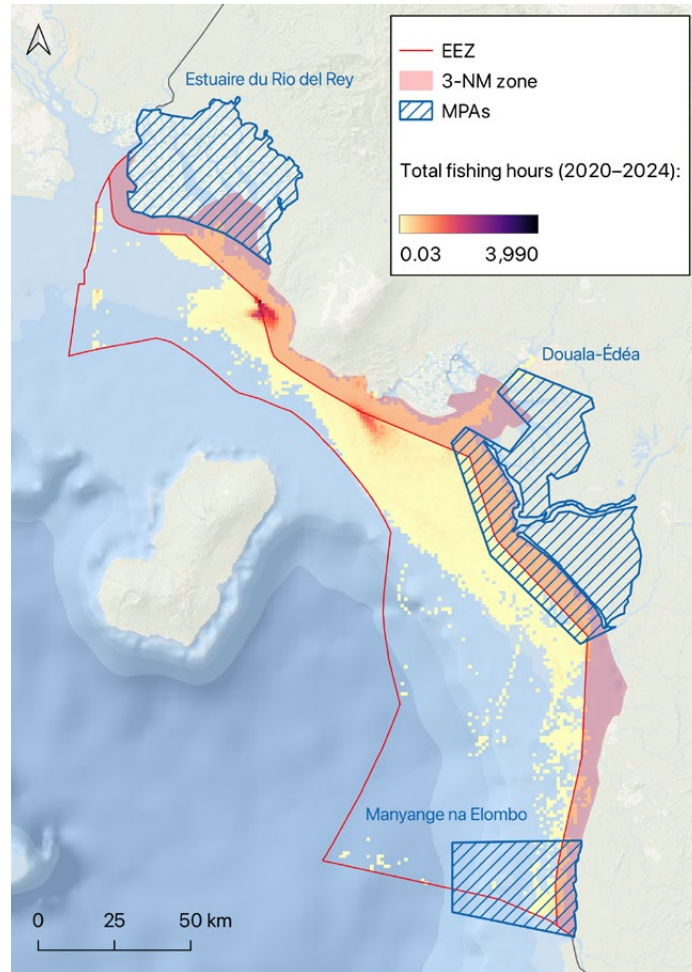 Estuaire du Rio del Rey
EEZ
3-NM zone
MPAs
Total fishing hours (2020–2024):
0.03 3,990
Douala-Édéa
Manyange na Elombo
0 25 50 km